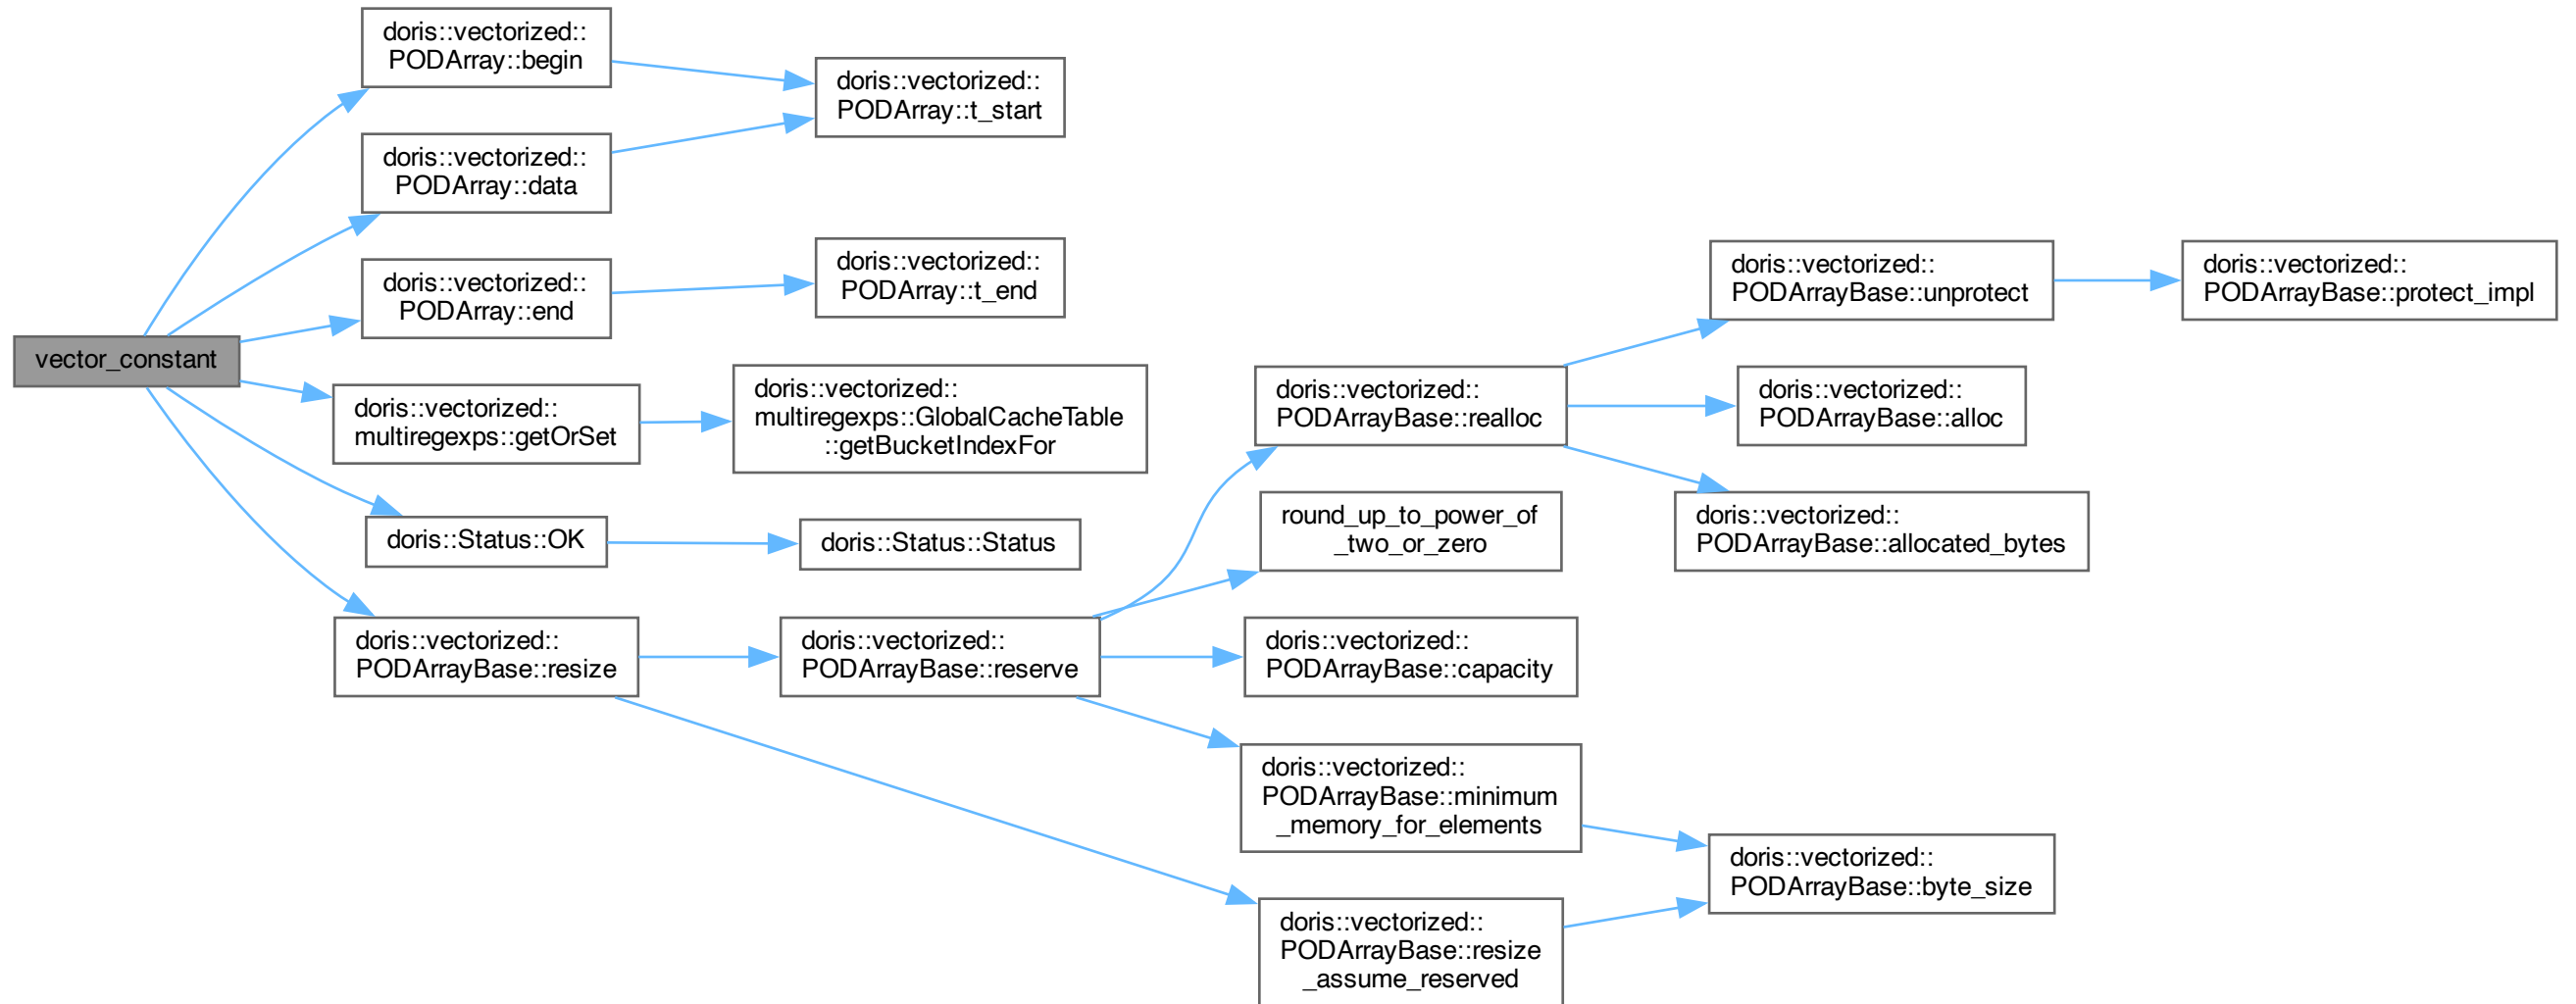 vector_constant
doris::vectorized::
PODArray::begin
doris::vectorized::
PODArray::data
doris::vectorized::
PODArray::end
doris::vectorized::
multiregexps::getOrSet
doris::Status::OK
doris::vectorized::
PODArrayBase::resize
doris::vectorized::
PODArray::t_start
doris::vectorized::
PODArray::t_end
doris::vectorized::
multiregexps::GlobalCacheTable
::getBucketIndexFor
doris::Status::Status
doris::vectorized::
PODArrayBase::reserve
doris::vectorized::
PODArrayBase::realloc
round_up_to_power_of
_two_or_zero
doris::vectorized::
PODArrayBase::capacity
doris::vectorized::
PODArrayBase::minimum
_memory_for_elements
doris::vectorized::
PODArrayBase::resize
_assume_reserved
doris::vectorized::
PODArrayBase::unprotect
doris::vectorized::
PODArrayBase::alloc
doris::vectorized::
PODArrayBase::allocated_bytes
doris::vectorized::
PODArrayBase::byte_size
doris::vectorized::
PODArrayBase::protect_impl